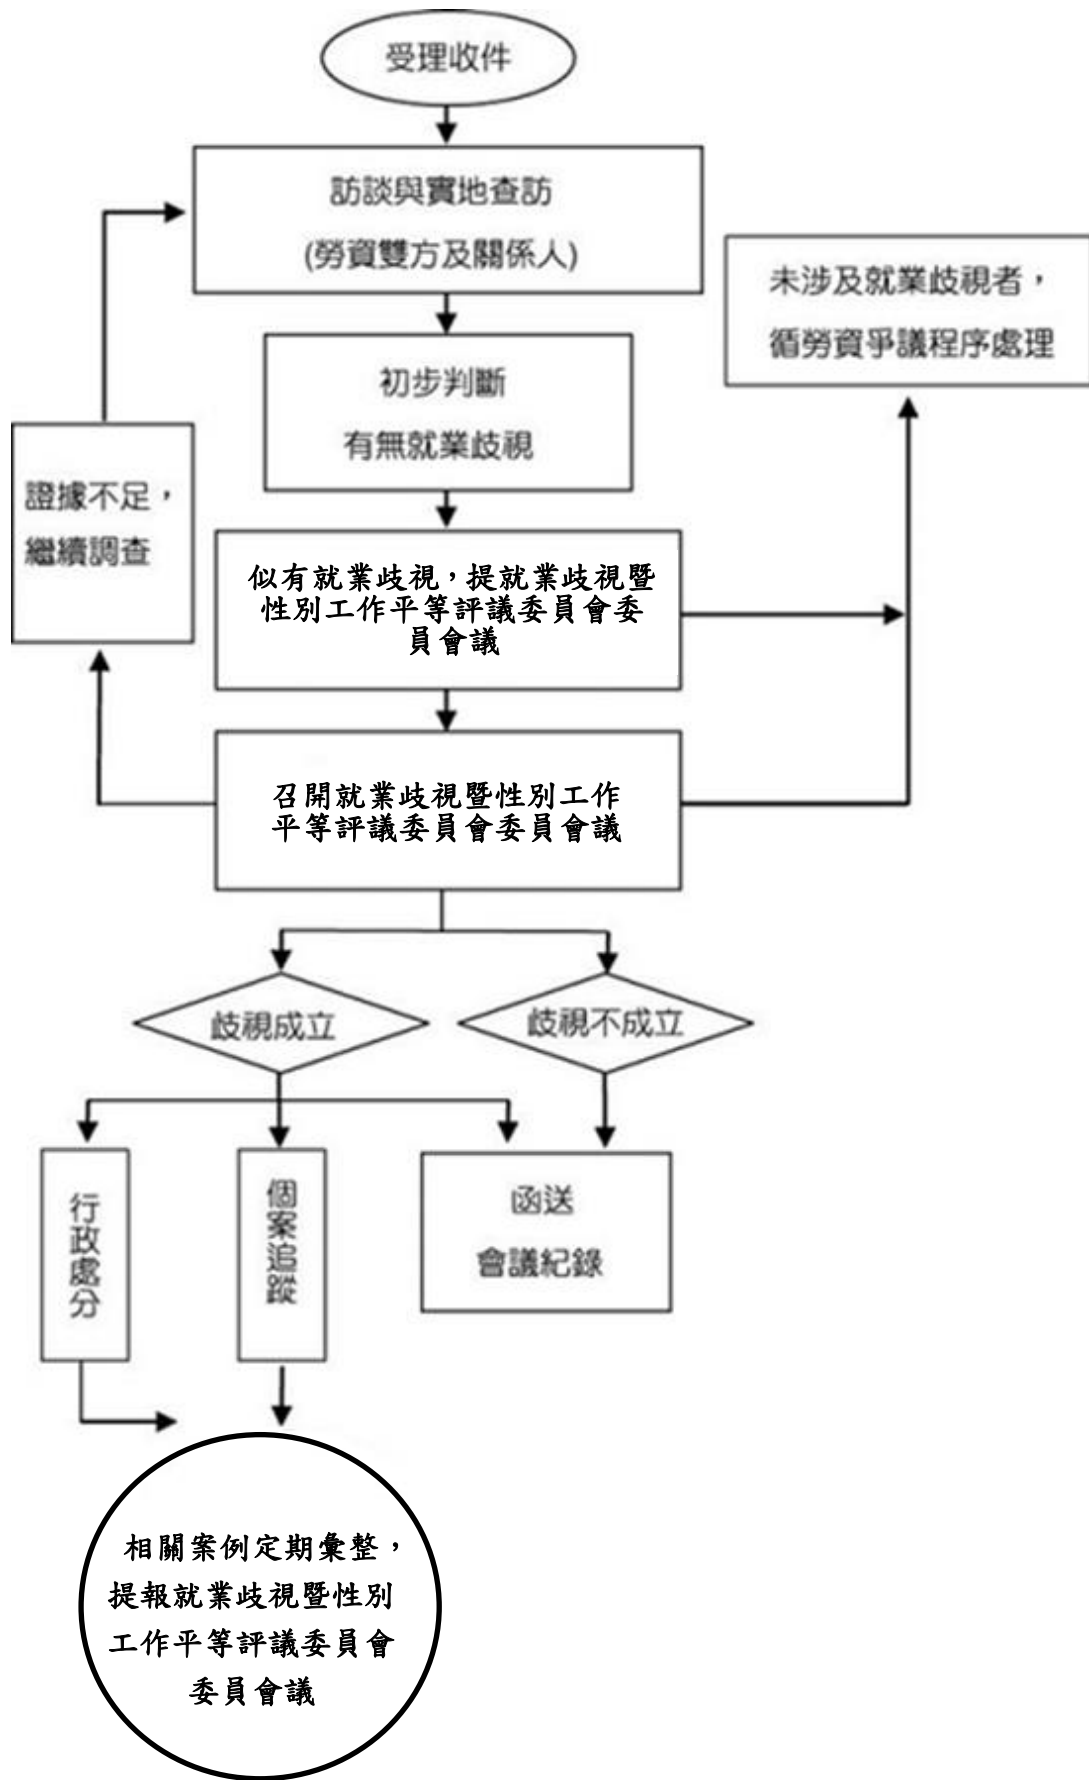 受理收件
訪談與實地查訪
(勞資雙方及關係人)
未涉及就業歧視者，
循勞資爭議程序處理
初步判斷
有無就業歧視
證據不足，
繼續調查
似有就業歧視，提就業歧視暨
性別工作平等評議委員會委
員會議
召開就業歧視暨性別工作
平等評議委員會委員會議
歧視成立
歧視不成立
行政處分
個案追蹤
函送
會議紀錄
相關案例定期彙整，
提報就業歧視暨性別
工作平等評議委員會
委員會議